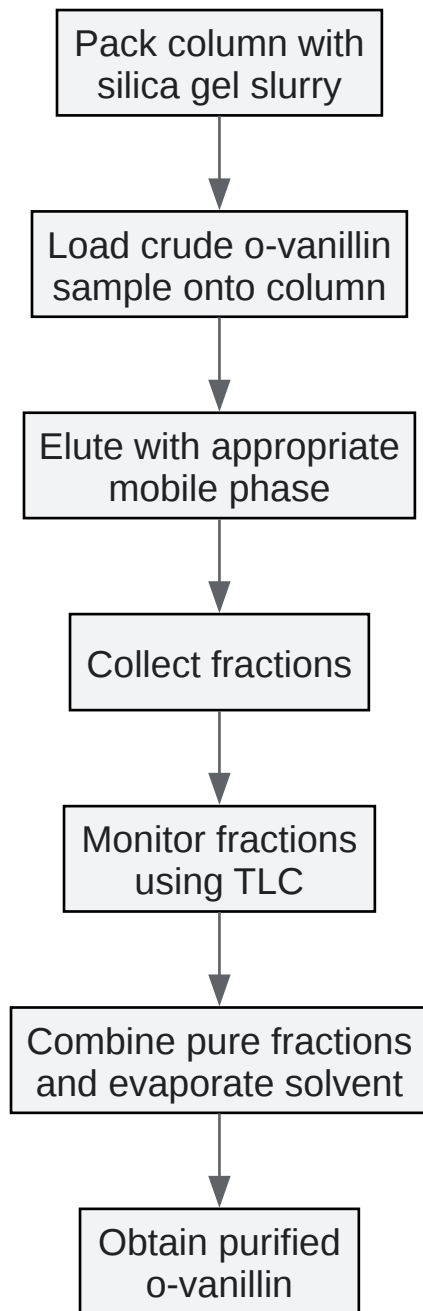 Pack column with
silica gel slurry
Load crude o-vanillin
sample onto column
Elute with appropriate
mobile phase
Collect fractions
Monitor fractions
using TLC
Combine pure fractions
and evaporate solvent
Obtain purified
o-vanillin